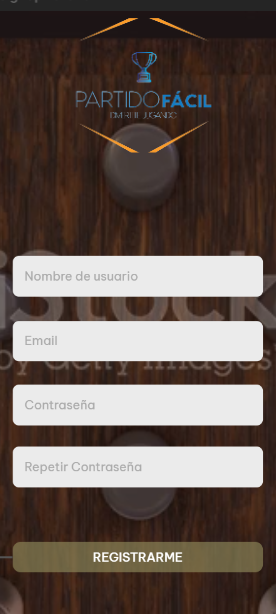 PARTIDOFÁCIL
DIVIERTETE JUGANDO
iStock
Nombre de usuario
by Getty Images
Email
Contraseña
Repetir Contraseña
REGISTRARME